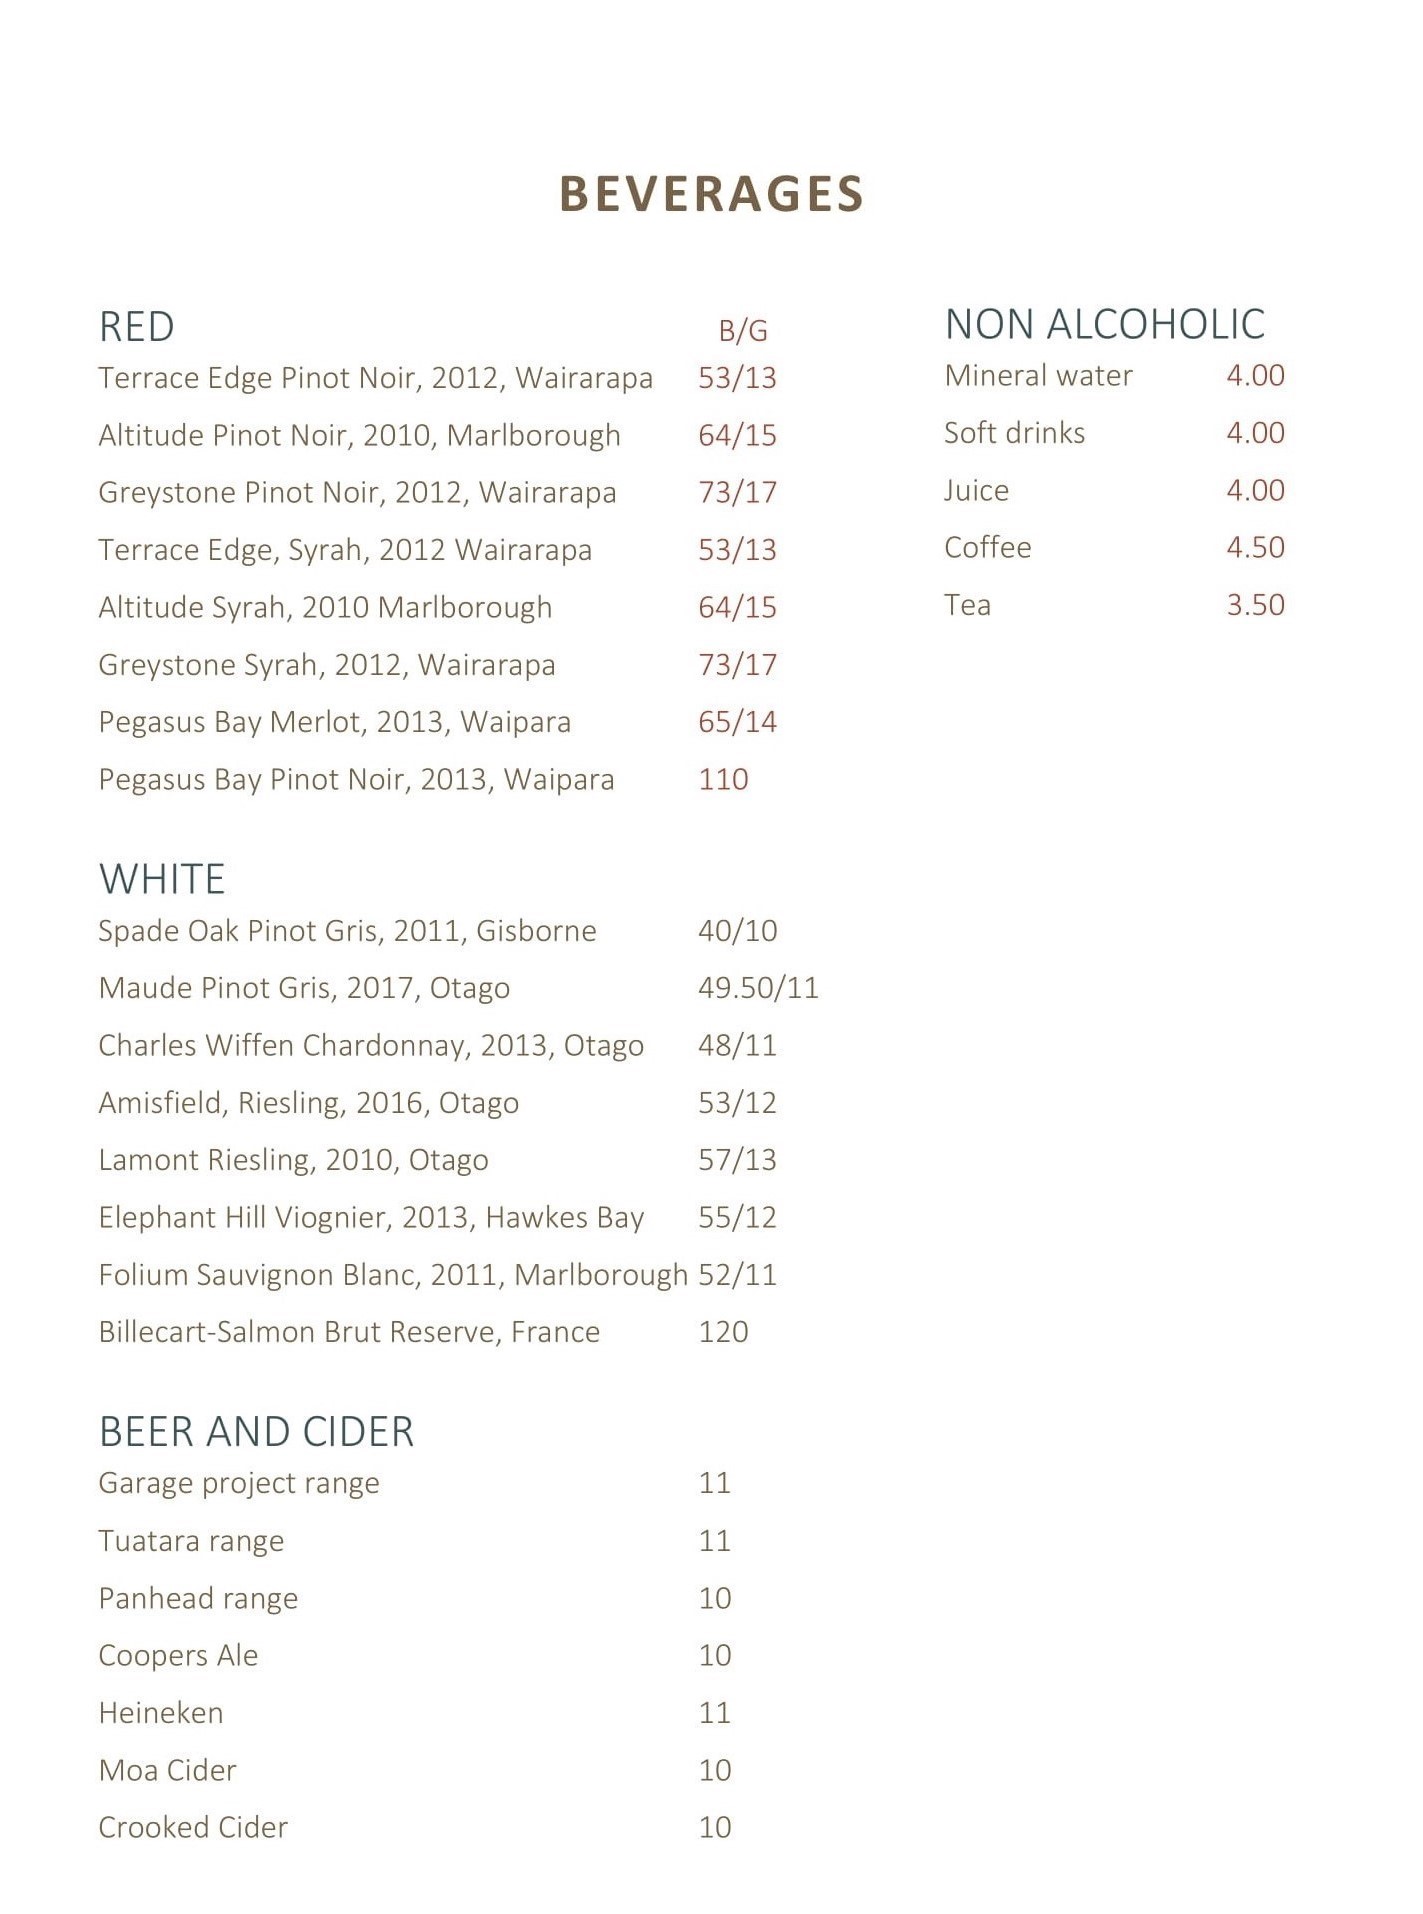 BEVERAGES
RED B/G
Terrace Edge Pinot Noir, 2012, Wairarapa 53/13
Altitude Pinot Noir, 2010, Marlborough 64/15
Greystone Pinot Noir, 2012, Wairarapa 73/17
Terrace Edge, Syrah, 2012 Wairarapa 53/13
Altitude Syrah, 2010 Marlborough 64/15
Greystone Syrah, 2012, Wairarapa 73/17
Pegasus Bay Merlot, 2013, Waipara 65/14
Pegasus Bay Pinot Noir, 2013, Waipara 110
WHITE
Spade Oak Pinot Gris, 2011, Gisborne 40/10
Maude Pinot Gris, 2017, Otago 49.50/11
Charles Wiffen Chardonnay, 2013, Otago 48/11
Amisfield, Riesling, 2016, Otago 53/12
Lamont Riesling, 2010, Otago 57/13
Elephant Hill Viognier, 2013, Hawkes Bay 55/12
Folium Sauvignon Blanc, 2011, Marlborough 52/11
Billecart-Salmon Brut Reserve, France 120
BEER AND CIDER
Garage project range 11
Tuatara range 11
Panhead range 10
Coopers Ale 10
Heineken 11
Moa Cider 10
Crooked Cider 10
NON ALCOHOLIC
Mineral water 4.00
Soft drinks 4.00
Juice 4.00
Coffee 4.50
Tea 3.50